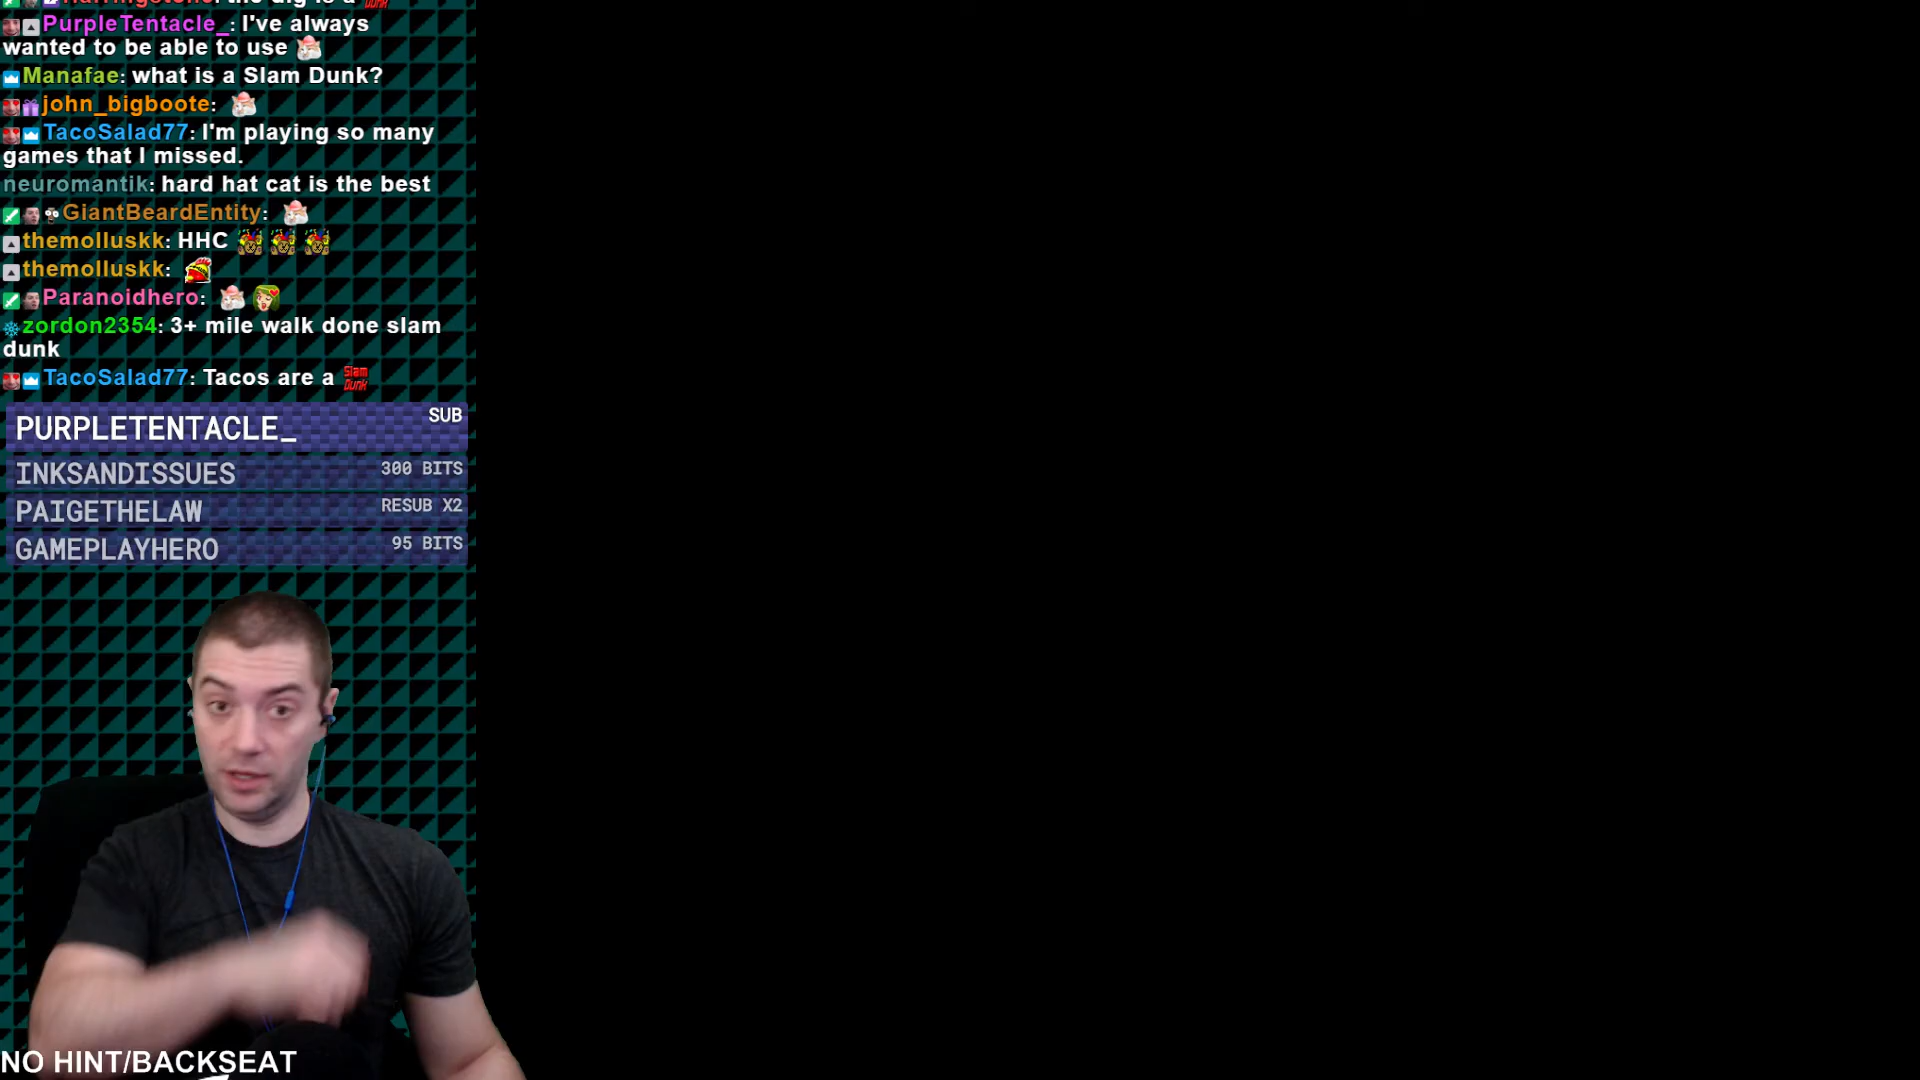 PurpleTentacle_: I've always
wanted to be able to use
Manafae: what is a Slam Dunk?
john_bigboote:
TacoSalad77: I'm playing so many
games that I missed.
neuromantik: hard hat cat is the best
GiantBeardEntity:
themolluskk: HHC
themolluskk:
Paranoidhero:
zordon2354: 3+ mile walk done slam
dunk
TacoSalad77: Tacos are a Slam Dunk
PURPLETENTACLE_ SUB
INKSANDISSUES 300 BITS
PAIGETHELAW RESUB X2
GAMEPLAYHERO 95 BITS
NO HINT/BACKSEAT